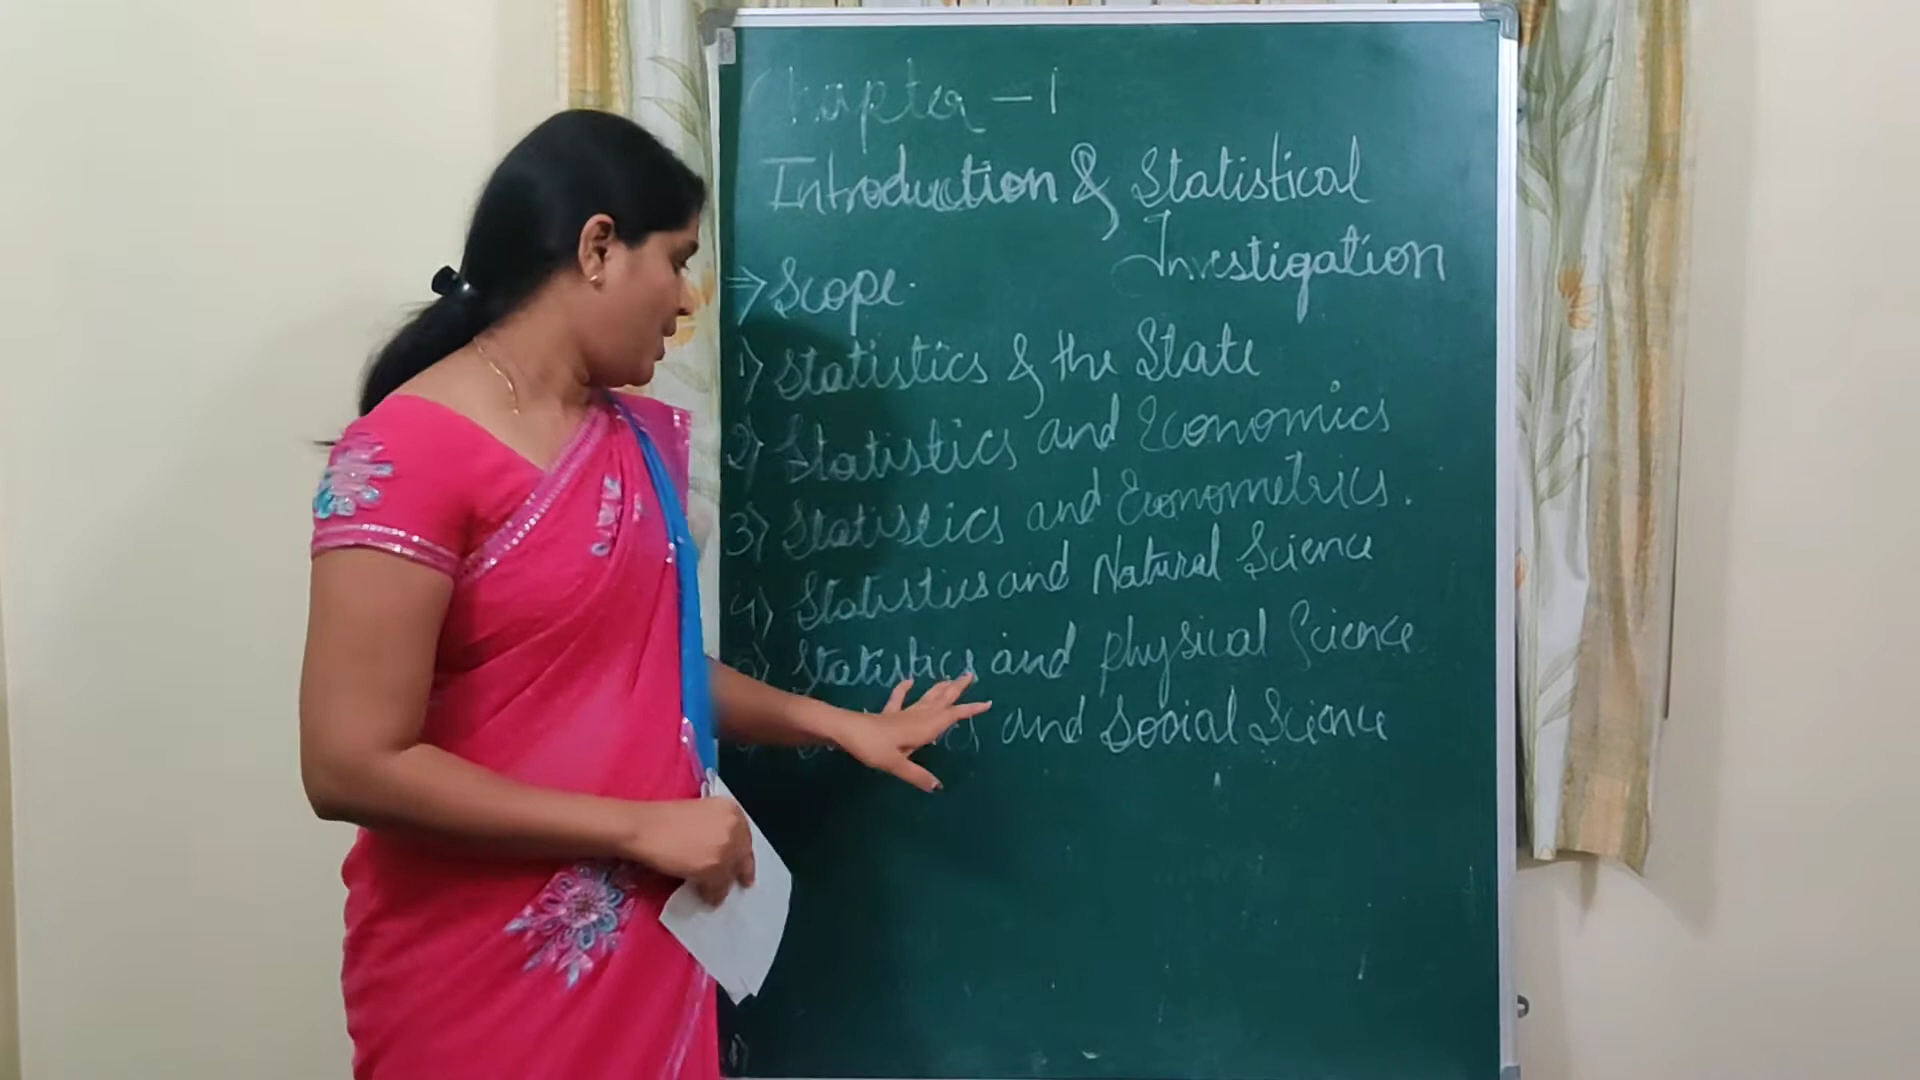 Chapter - 1
Introduction & Statistical
Investigation
⇒ Scope.
1) Statistics & the State
2) Statistics and Economics
3) Statistics and Econometrics.
4) Statistics and Natural Science
Statistics and physical Science
and Social Science